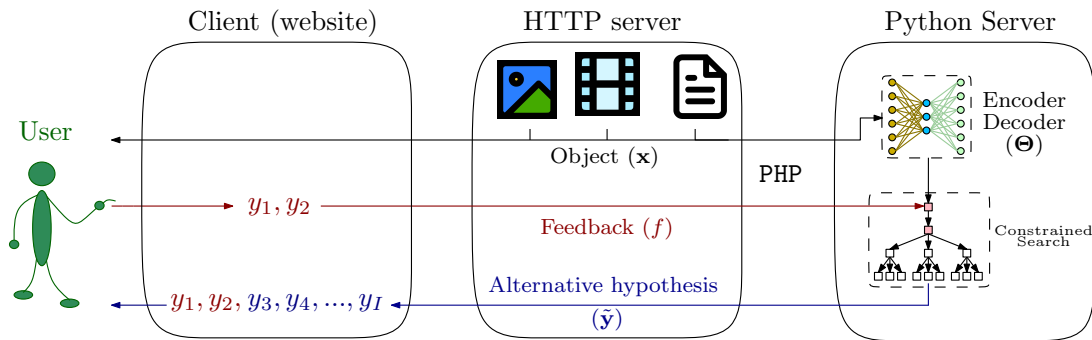 Client (website)
HTTP server
Python Server
User
Encoder
Decoder
(Θ)
Object (x)
PHP
y₁, y₂
Feedback (f)
Constrained
Search
Alternative hypothesis
(ỹ)
y₁, y₂, y₃, y₄, ..., y_I